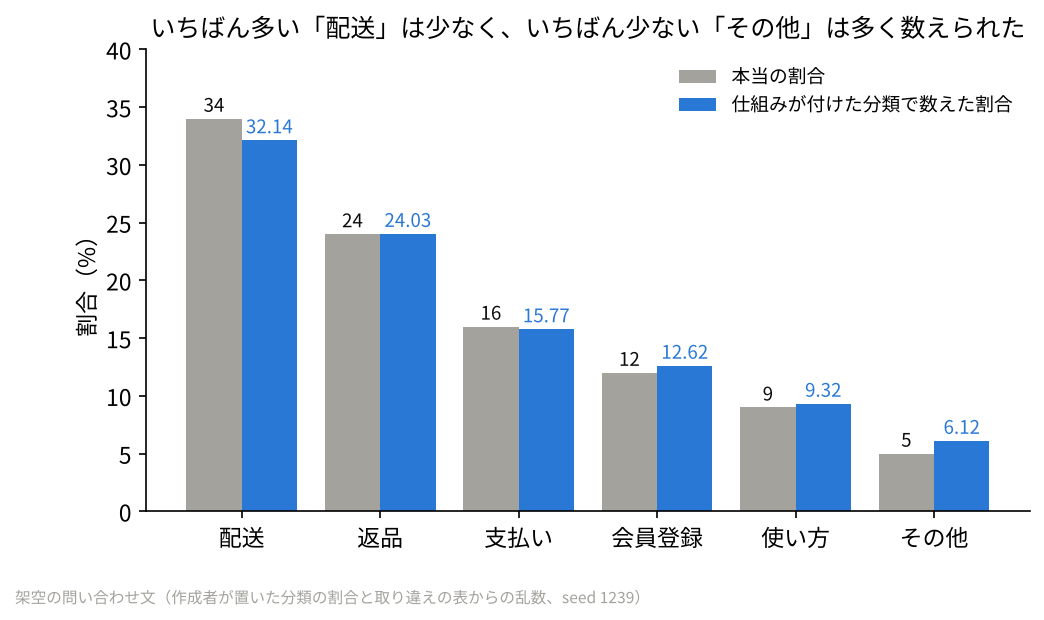 いちばん多い「配送」は少なく、いちばん少ない「その他」は多く数えられた
本当の割合
仕組みが付けた分類で数えた割合
割合（%）
40
35
30
25
20
15
10
5
0
34
32.14
24
24.03
16
15.77
12
12.62
9
9.32
5
6.12
配送
返品
支払い
会員登録
使い方
その他
架空の問い合わせ文（作成者が置いた分類の割合と取り違えの表からの乱数、seed 1239）